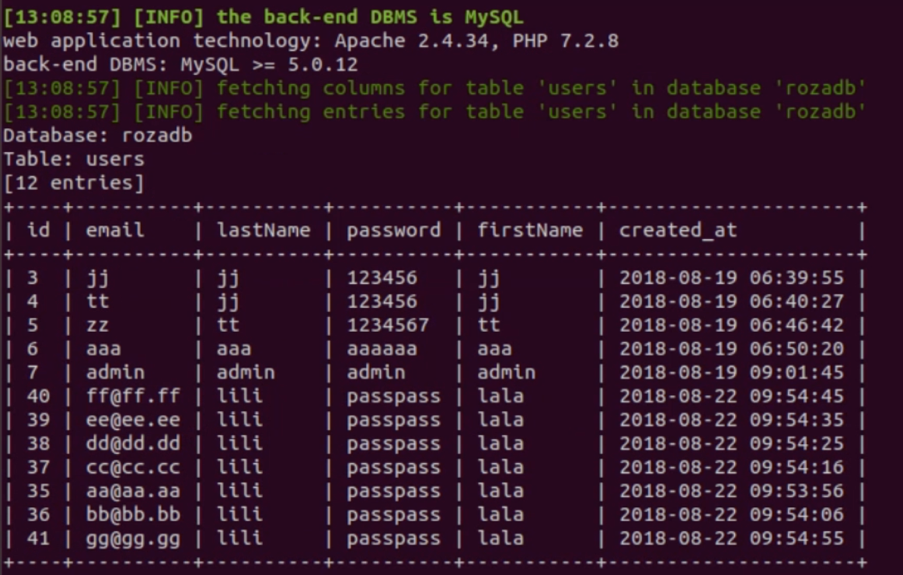 [13:08:57] [INFO] the back-end DBMS is MySQL
web application technology: Apache 2.4.34, PHP 7.2.8
back-end DBMS: MySQL >= 5.0.12
[13:08:57] [INFO] fetching columns for table 'users' in database 'rozadb'
[13:08:57] [INFO] fetching entries for table 'users' in database 'rozadb'
Database: rozadb
Table: users
[12 entries]
+----+----------+----------+----------+-----------+---------------------+
| id | email | lastName | password | firstName | created_at |
+----+----------+----------+----------+-----------+---------------------+
| 3 | jj | jj | 123456 | jj | 2018-08-19 06:39:55 |
| 4 | tt | jj | 123456 | jj | 2018-08-19 06:40:27 |
| 5 | zz | tt | 1234567 | tt | 2018-08-19 06:46:42 |
| 6 | aaa | aaa | aaaaaa | aaa | 2018-08-19 06:50:20 |
| 7 | admin | admin | admin | admin | 2018-08-19 09:01:45 |
| 40 | ff@ff.ff | lili | passpass | lala | 2018-08-22 09:54:45 |
| 39 | ee@ee.ee | lili | passpass | lala | 2018-08-22 09:54:35 |
| 38 | dd@dd.dd | lili | passpass | lala | 2018-08-22 09:54:25 |
| 37 | cc@cc.cc | lili | passpass | lala | 2018-08-22 09:54:16 |
| 35 | aa@aa.aa | lili | passpass | lala | 2018-08-22 09:53:56 |
| 36 | bb@bb.bb | lili | passpass | lala | 2018-08-22 09:54:06 |
| 41 | gg@gg.gg | lili | passpass | lala | 2018-08-22 09:54:55 |
+----+----------+----------+----------+-----------+---------------------+